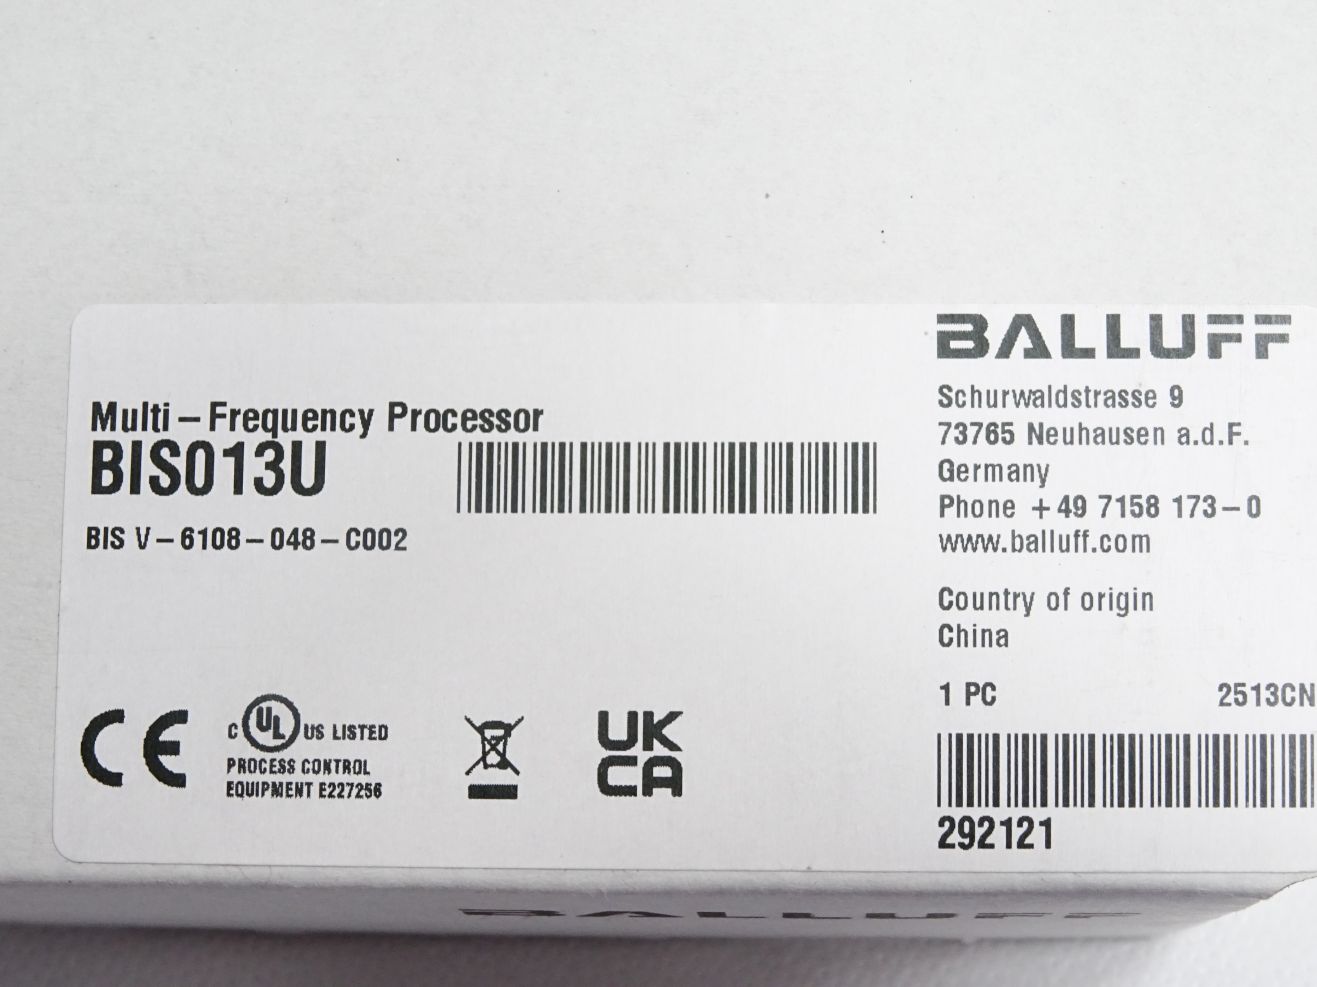 BALLUFF
Schurwaldstrasse 9
73765 Neuhausen a.d.F.
Germany
Phone +49 7158 173-0
www.balluff.com
Country of origin
China
1 PC 2513CN
292121
Multi-Frequency Processor
BIS013U
BIS V-6108-048-C002
CE
C UL US LISTED
PROCESS CONTROL
EQUIPMENT E227256
UK
CA
BALLUFF